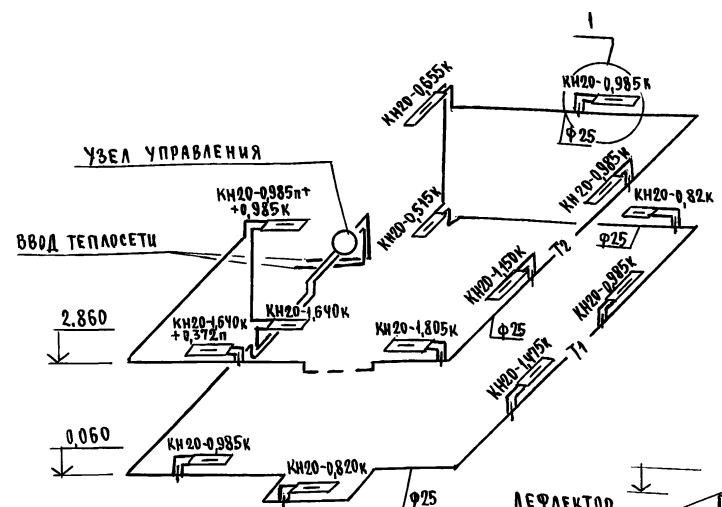 1
КН20-0,655к
КН20-0,985к
Ф25
УЗЕЛ УПРАВЛЕНИЯ
КН20-0,985к
КН20-0,985п+
+0,985к
КН20-0,82к
КН20-0,515к
ВВОД ТЕПЛОСЕТИ
Ф25
Т2
КН20-1,150к
КН20-0,985к
2.860
КН20-1,640к
+0,372п
КН20-1,640к
КН20-1,805к
Ф25
Т1
КН20-1,475к
0,060
КН20-0,985к
КН20-0,820к
Ф25
ДЕФЛЕКТОР